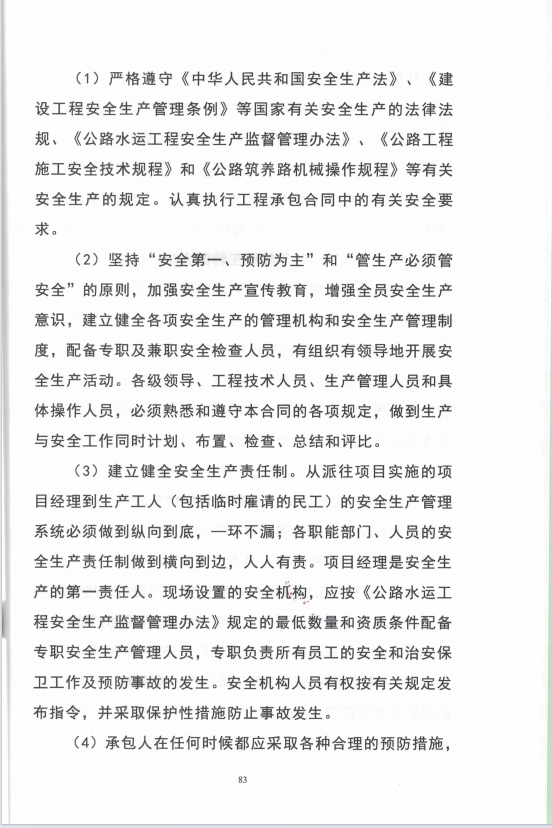 （1）严格遵守《中华人民共和国安全生产法》、《建
设工程安全生产管理条例》等国家有关安全生产的法律法
规、《公路水运工程安全生产监督管理办法》、《公路工程
施工安全技术规程》和《公路筑养路机械操作规程》等有关
安全生产的规定。认真执行工程承包合同中的有关安全要
求。
（2）坚持“安全第一、预防为主”和“管生产必须管
安全”的原则，加强安全生产宣传教育，增强全员安全生产
意识，建立健全各项安全生产的管理机构和安全生产管理制
度，配备专职及兼职安全检查人员，有组织有领导地开展安
全生产活动。各级领导、工程技术人员、生产管理人员和具
体操作人员，必须熟悉和遵守本合同的各项规定，做到生产
与安全工作同时计划、布置、检查、总结和评比。
（3）建立健全安全生产责任制。从派往项目实施的项
目经理到生产工人（包括临时雇请的民工）的安全生产管理
系统必须做到纵向到底，一环不漏；各职能部门、人员的安
全生产责任制做到横向到边，人人有责。项目经理是安全生
产的第一责任人。现场设置的安全机构，应按《公路水运工
程安全生产监督管理办法》规定的最低数量和资质条件配备
专职安全生产管理人员，专职负责所有员工的安全和治安保
卫工作及预防事故的发生。安全机构人员有权按有关规定发
布指令，并采取保护性措施防止事故发生。
（4）承包人在任何时候都应采取各种合理的预防措施，
83